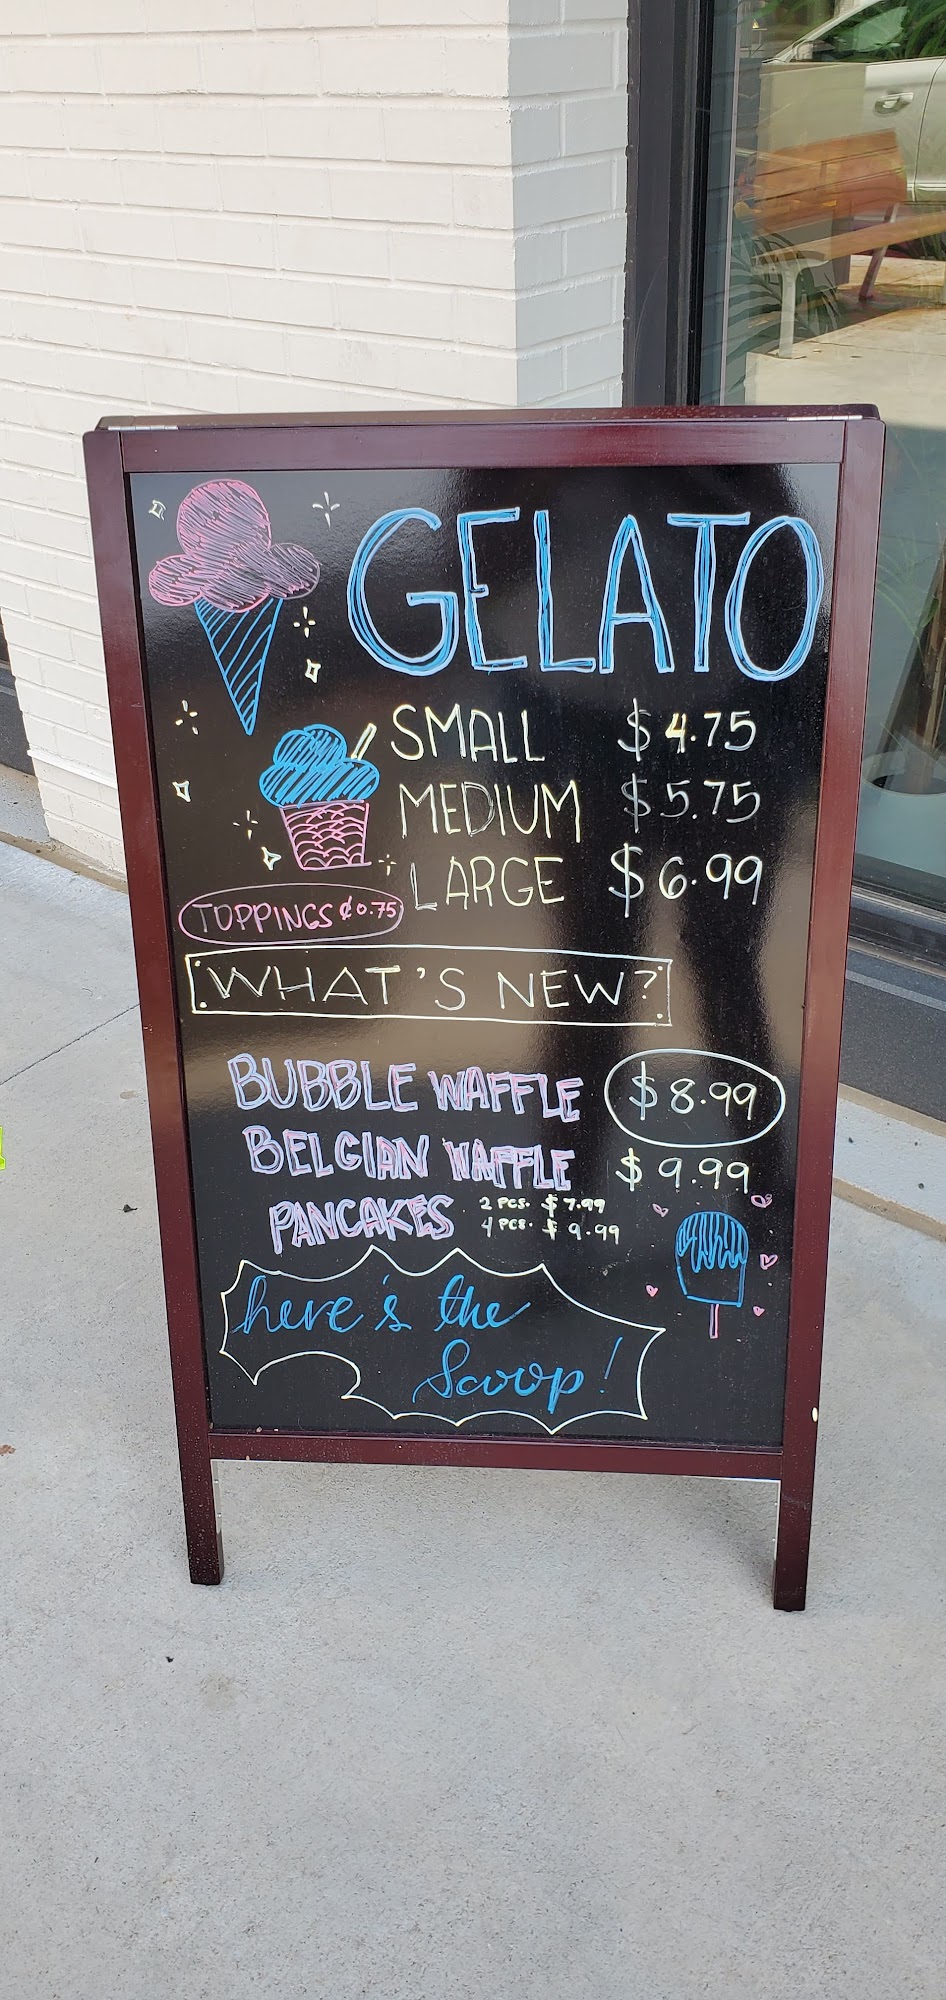 GELATO
SMALL $4.75
MEDIUM $5.75
LARGE $6.99
TOPPINGS ¢0.75
WHAT'S NEW?
BUBBLE WAFFLE $8.99
BELGIAN WAFFLE $9.99
PANCAKES 2 PCS. $7.99
4 PCS. $9.99
here's the
Scoop!